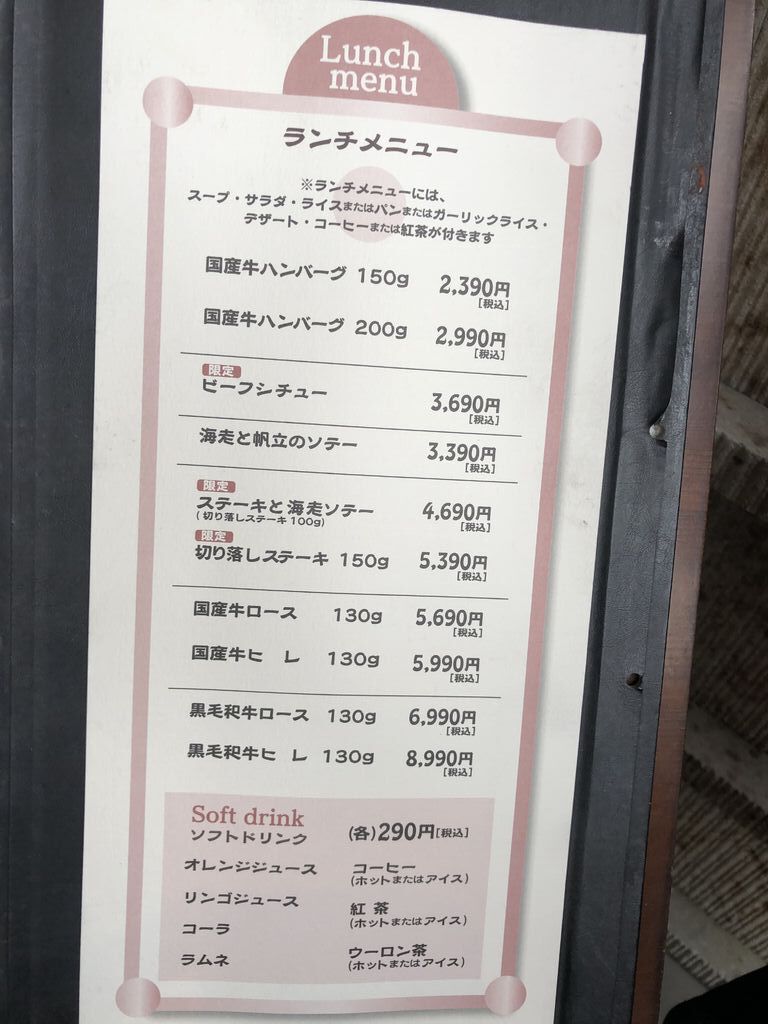 Lunch
menu
ランチメニュー
※ランチメニューには、
スープ・サラダ・ライスまたはパンまたはガーリックライス・
デザート・コーヒーまたは紅茶が付きます
国産牛ハンバーグ 150g 2,390円
[税込]
国産牛ハンバーグ 200g 2,990円
[税込]
限定
ビーフシチュー 3,690円
[税込]
海老と帆立のソテー 3,390円
[税込]
限定
ステーキと海老ソテー 4,690円
(切り落しステーキ 100g) [税込]
限定
切り落しステーキ 150g 5,390円
[税込]
国産牛ロース 130g 5,690円
[税込]
国産牛ヒ レ 130g 5,990円
[税込]
黒毛和牛ロース 130g 6,990円
[税込]
黒毛和牛ヒ レ 130g 8,990円
[税込]
Soft drink
ソフトドリンク (各)290円[税込]
オレンジジュース
リンゴジュース
コーラ
ラムネ
コーヒー
(ホットまたはアイス)
紅 茶
(ホットまたはアイス)
ウーロン茶
(ホットまたはアイス)